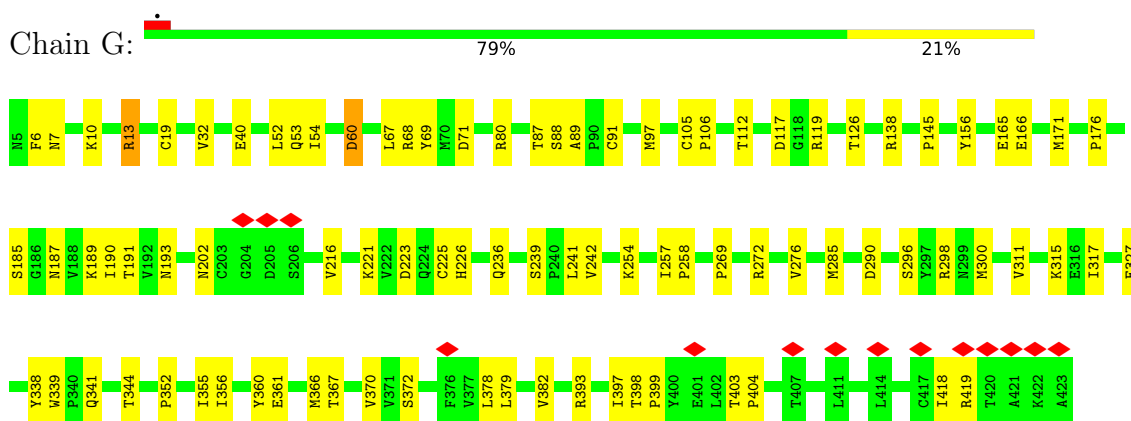 Chain G:
79% 21%
N5 F6 N7 K10 R13 C19 V32 E40 L52 Q53 I54 D60 L67 R68 Y69 M70 D71 R80 T87 S88 A89 P90 C91 M97 C105 P106 T112 D117 G118 R119 T126 R138 P145 Y156 E165 E166 M171 P176
S185 G186 N187 V188 K189 I190 T191 V192 N193 N202 C203 G204 D205 S206 V216 K221 V222 D223 Q224 C225 H226 Q236 S239 P240 L241 V242 K254 I257 P258 P269 R272 V276 M285 D290 S296 Y297 R298 N299 M300 V311 K315 E316 I317
Y338 W339 P340 Q341 T344 P352 I355 I356 Y360 E361 M366 T367 V370 V371 S372 F376 V377 L378 L379 V382 R393 I397 T398 P399 Y400 E401 L402 T403 P404 T407 L411 L414 C417 I418 R419 T420 A421 K422 A423